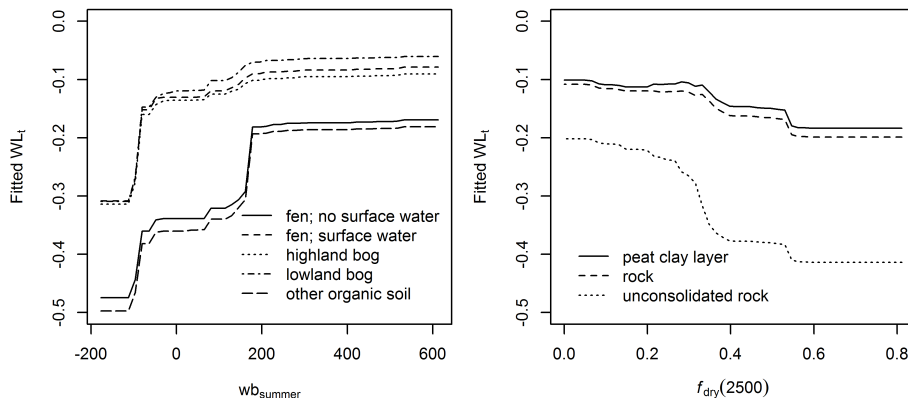 0.0
-0.1
-0.2
-0.3
-0.4
-0.5
Fitted WLt
-200 0 200 400 600
wbsummer
fen; no surface water
fen; surface water
highland bog
lowland bog
other organic soil
0.0
-0.1
-0.2
-0.3
-0.4
-0.5
Fitted WLt
0.0 0.2 0.4 0.6 0.8
fdry(2500)
peat clay layer
rock
unconsolidated rock